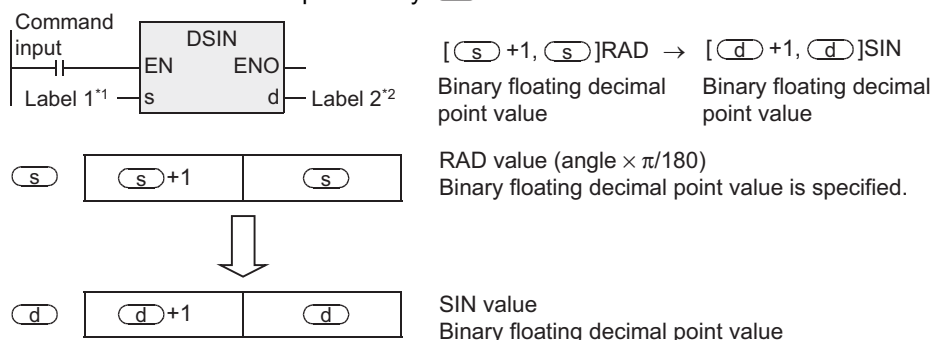 Command
input
DSIN
EN ENO
Label 1*1 s d Label 2*2
[ s +1, s ]RAD → [ d +1, d ]SIN
Binary floating decimal point value
Binary floating decimal point value
s s +1 s
RAD value (angle × π/180)
Binary floating decimal point value is specified.
d d +1 d
SIN value
Binary floating decimal point value